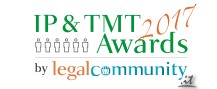 IP & TMT 2017
Awards
by legalcommunity
.it